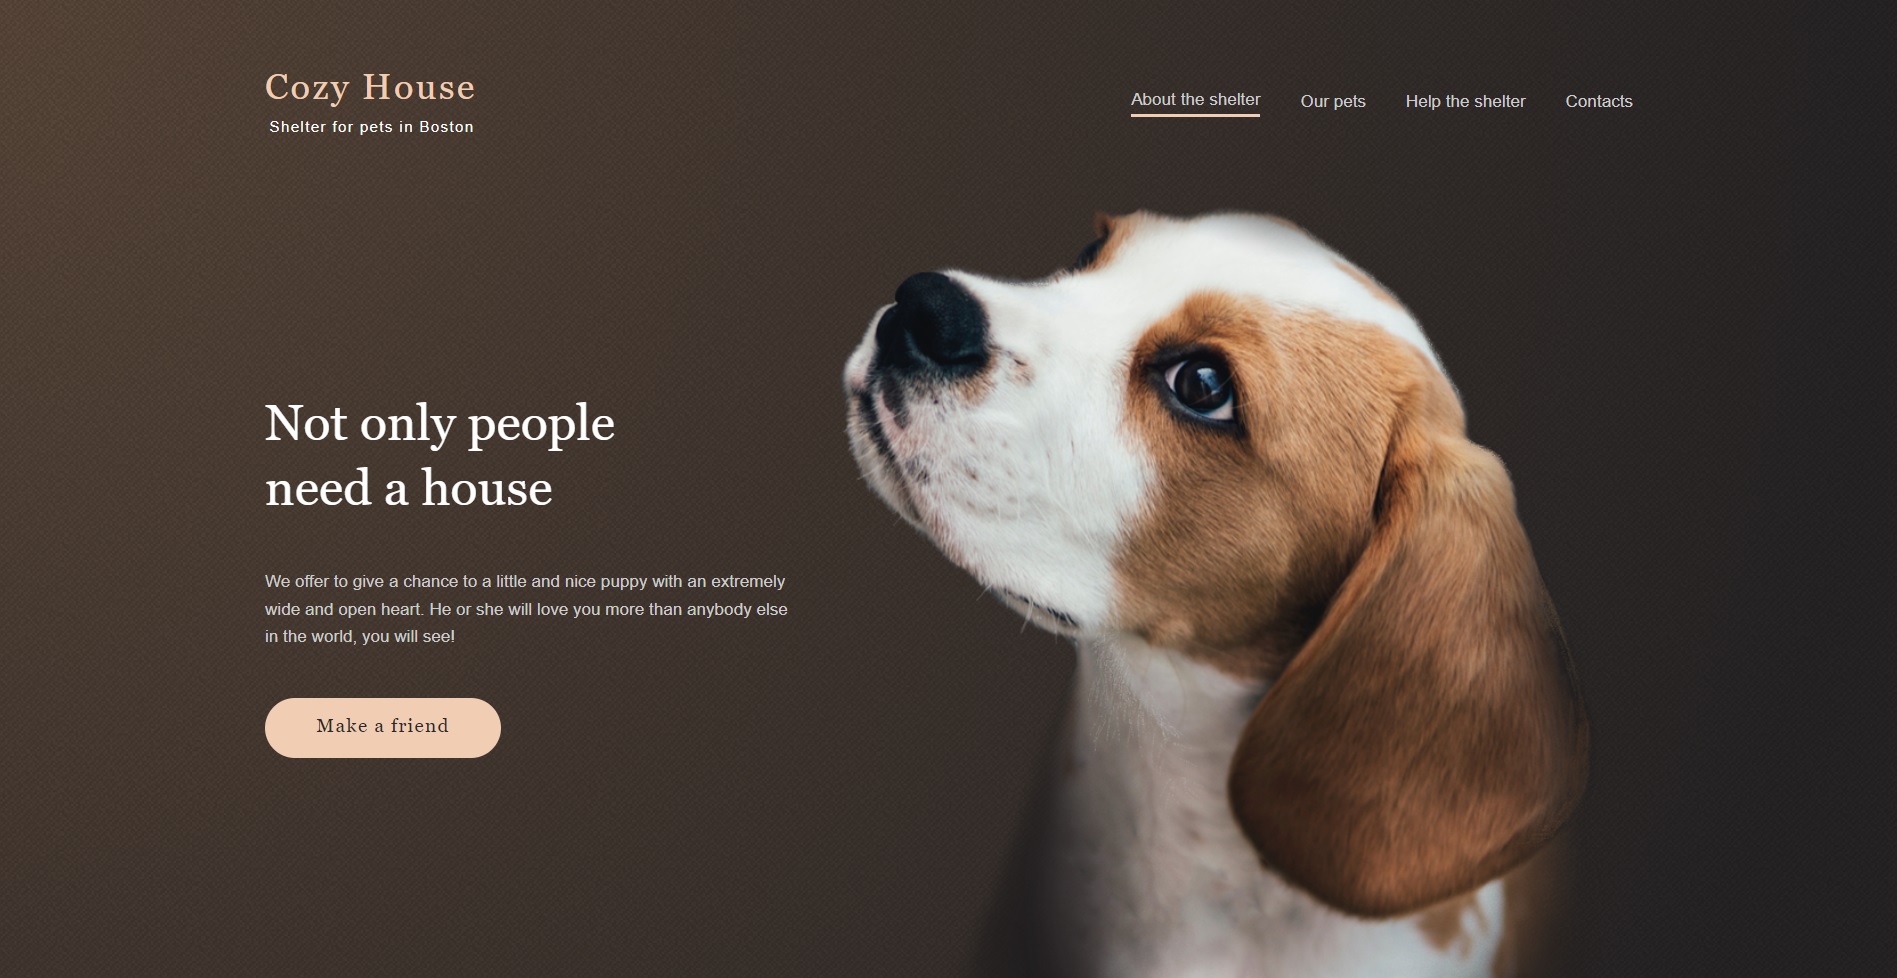 Cozy House
Shelter for pets in Boston
About the shelter
Our pets
Help the shelter
Contacts
Not only people
need a house
We offer to give a chance to a little and nice puppy with an extremely
wide and open heart. He or she will love you more than anybody else
in the world, you will see!
Make a friend